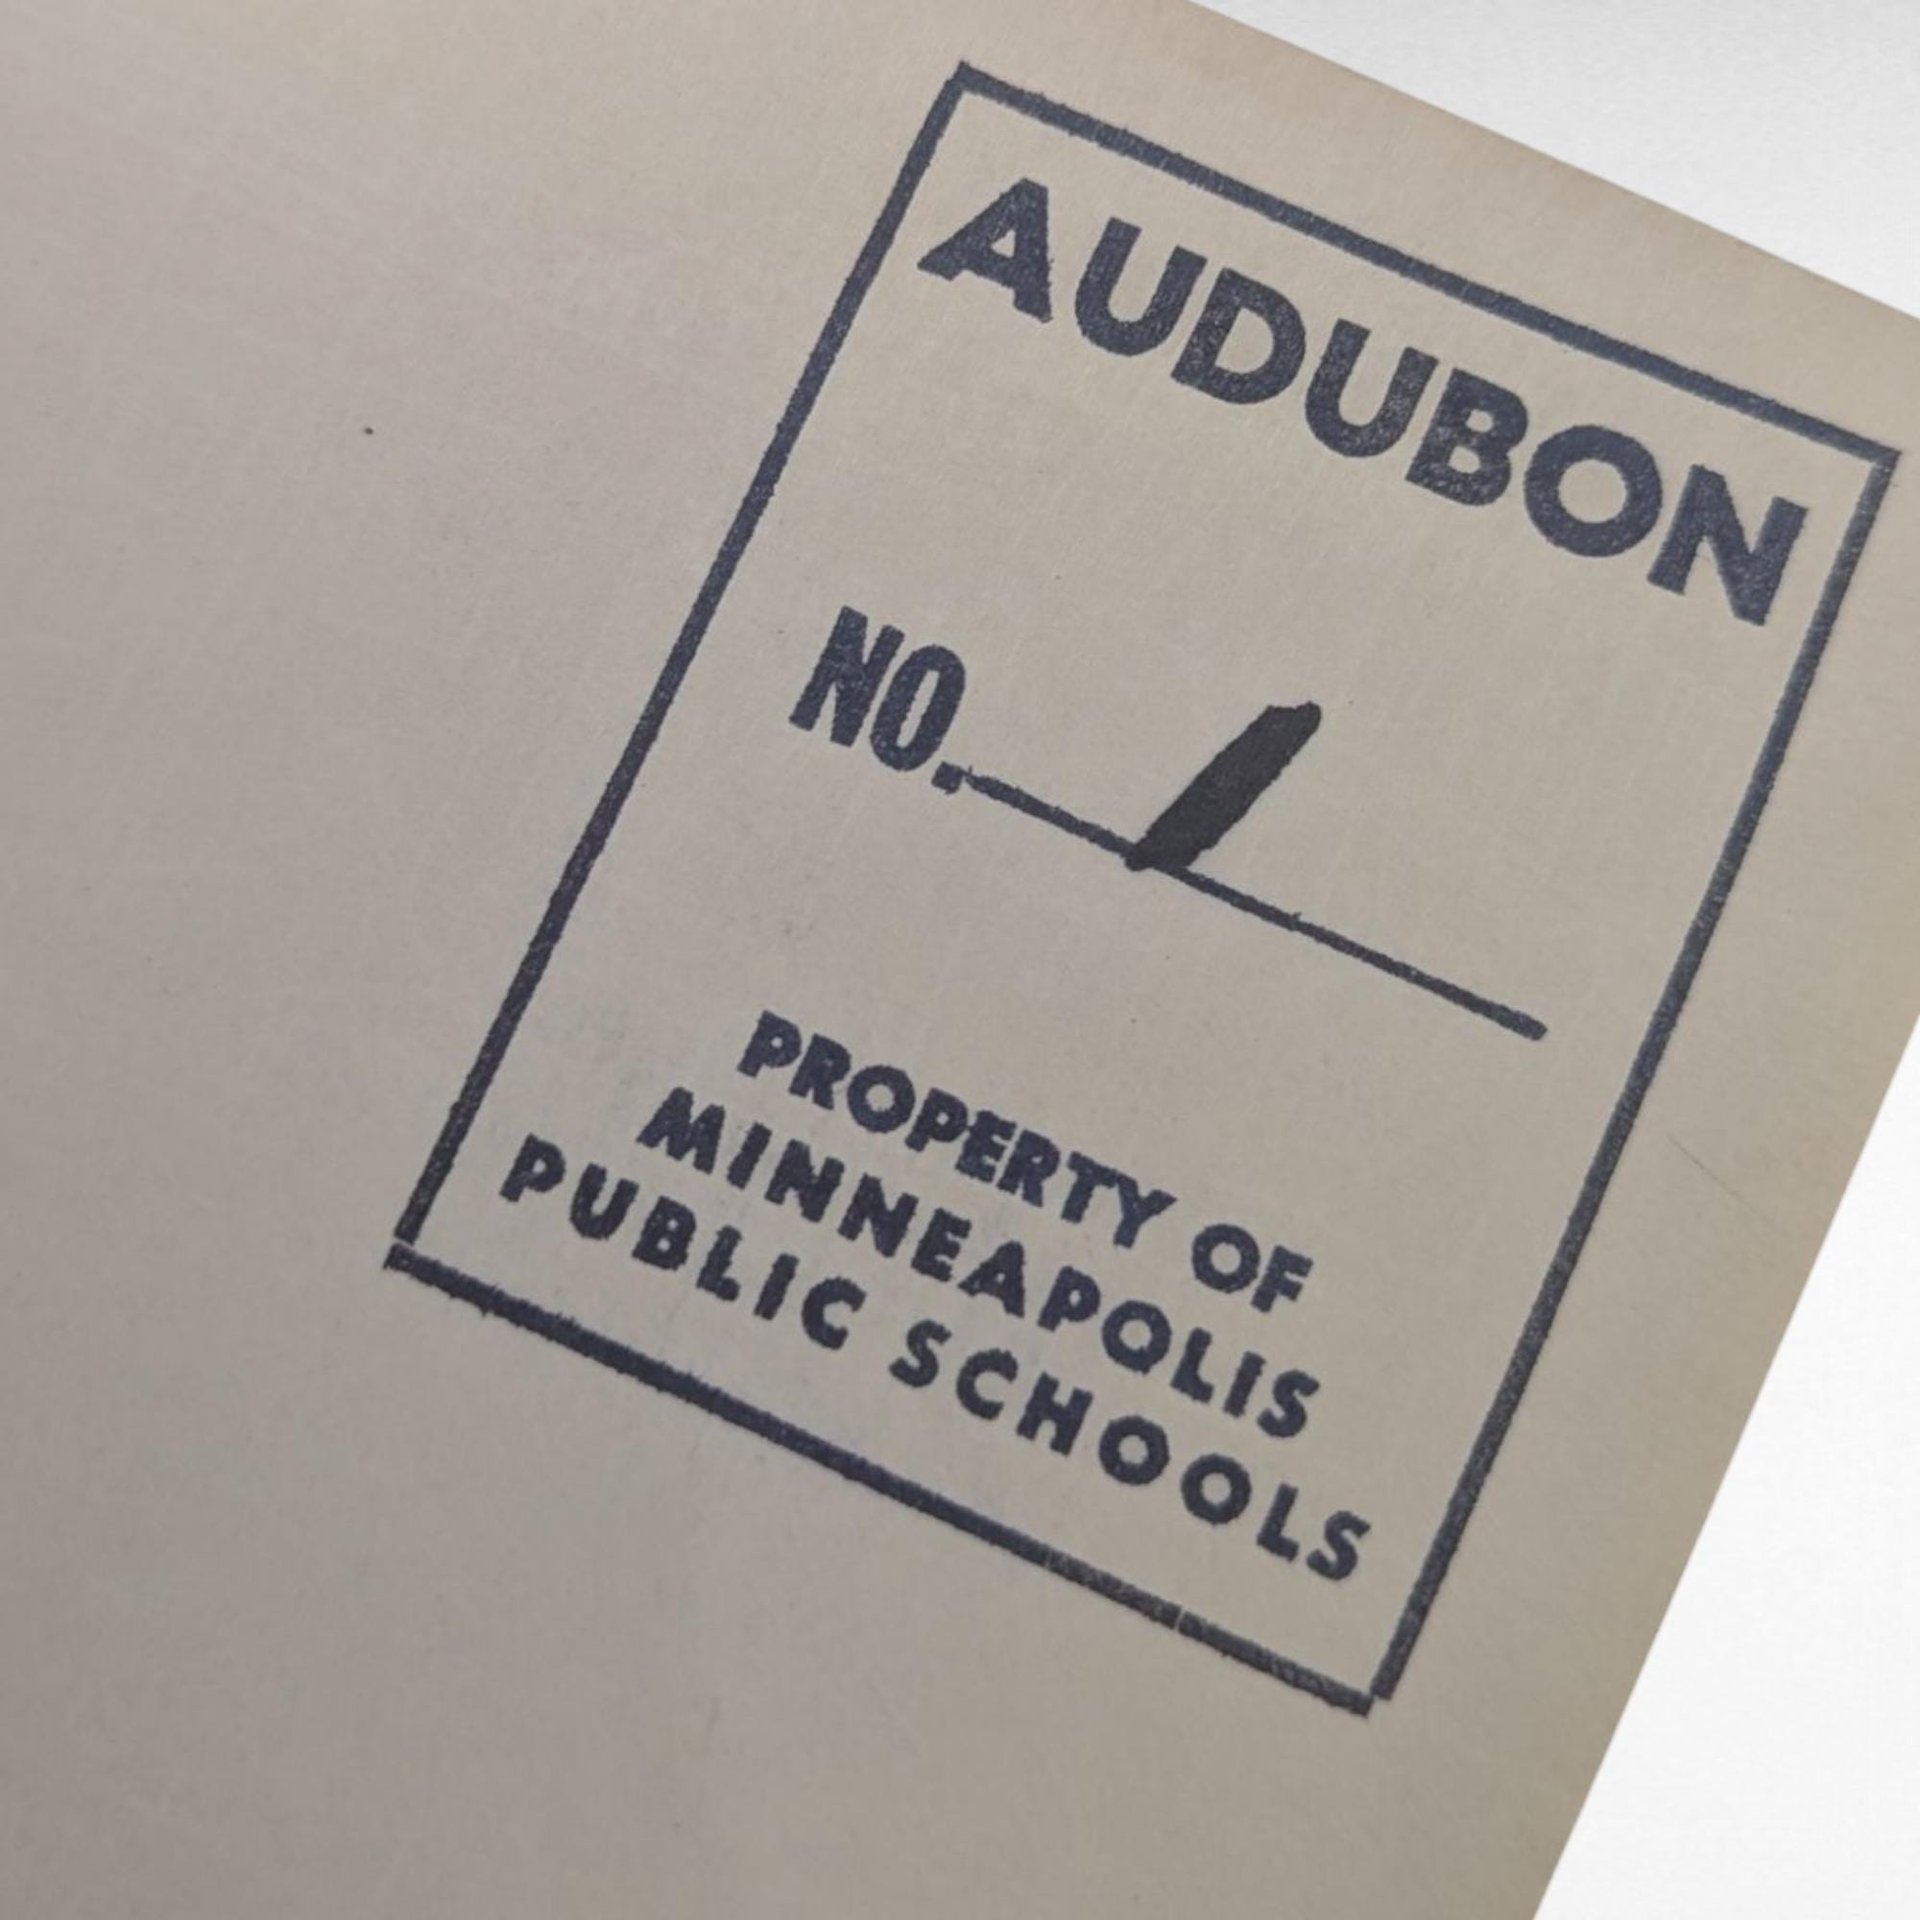 AUDUBON
NO. 1
PROPERTY OF
MINNEAPOLIS
PUBLIC SCHOOLS